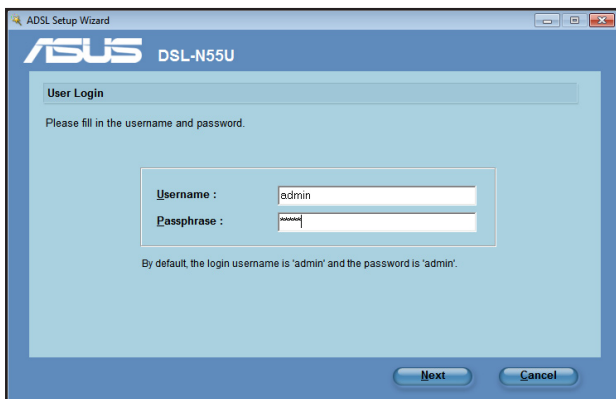 ADSL Setup Wizard
ASUS DSL-N55U
User Login
Please fill in the username and password.
Username : admin
Passphrase : *****
By default, the login username is 'admin' and the password is 'admin'.
Next Cancel